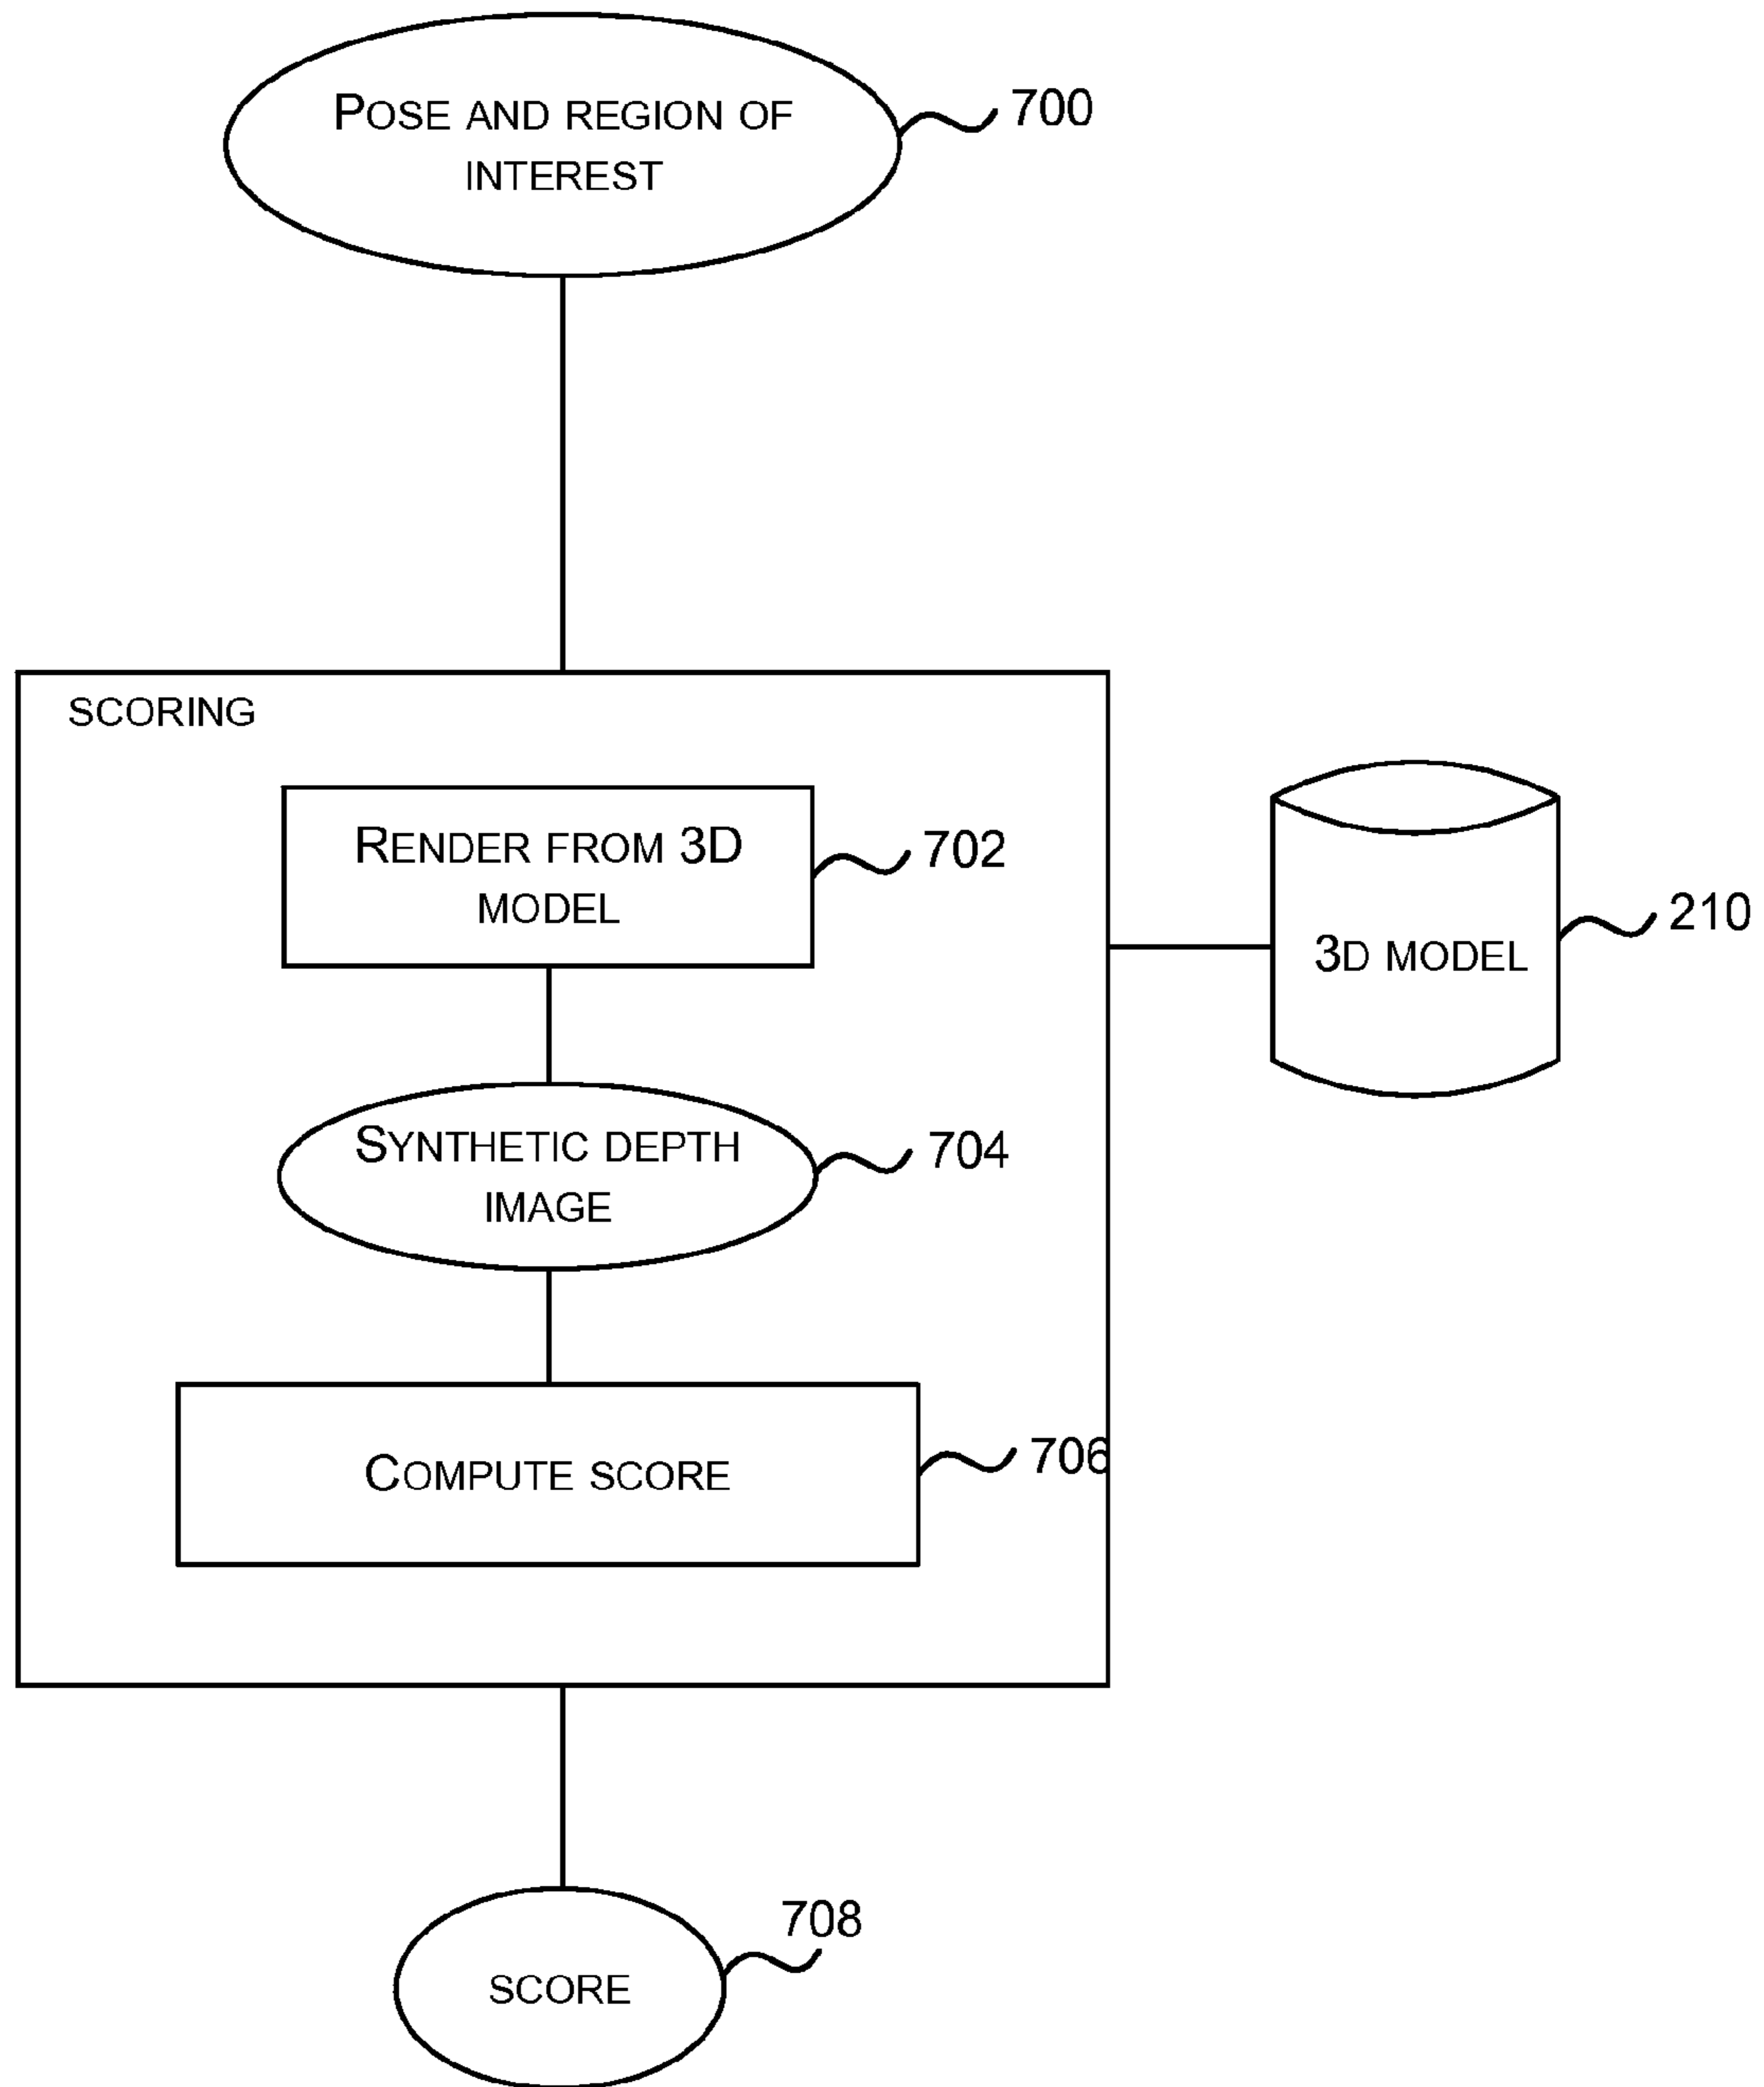 POSE AND REGION OF
INTEREST
700
SCORING
RENDER FROM 3D
MODEL
702
3D MODEL
210
SYNTHETIC DEPTH
IMAGE
704
COMPUTE SCORE
706
SCORE
708